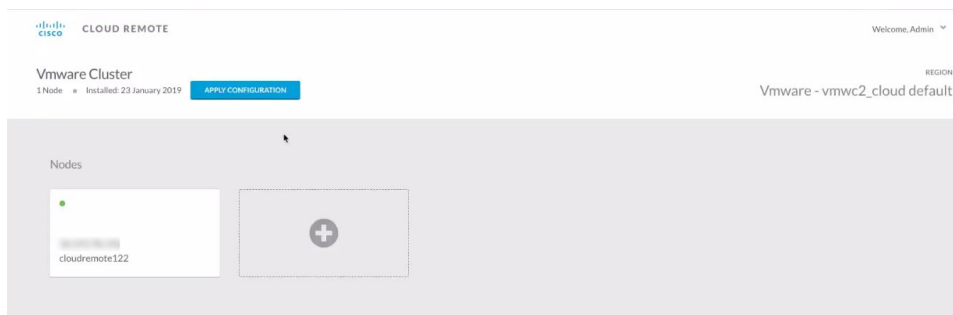 CISCO CLOUD REMOTE
Welcome, Admin
Vmware Cluster
1 Node Installed: 23 January 2019 APPLY CONFIGURATION
REGION
Vmware - vmwc2_cloud default
Nodes
cloudremote122